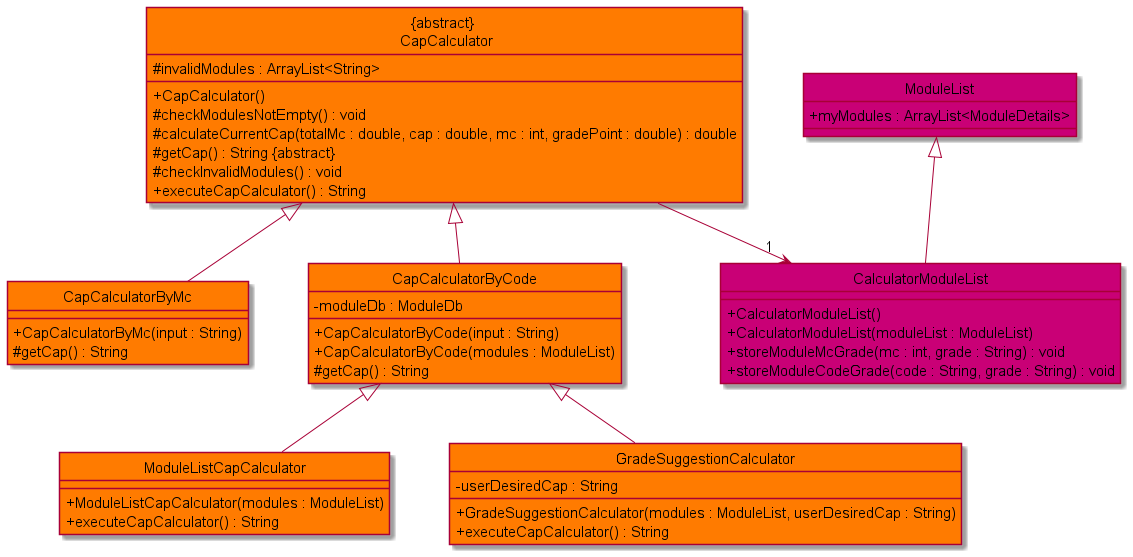 {abstract}
CapCalculator
#invalidModules : ArrayList<String>
+CapCalculator()
#checkModulesNotEmpty() : void
#calculateCurrentCap(totalMc : double, cap : double, mc : int, gradePoint : double) : double
#getCap() : String {abstract}
#checkInvalidModules() : void
+executeCapCalculator() : String
ModuleList
+myModules : ArrayList<ModuleDetails>
1
CapCalculatorByMc
+CapCalculatorByMc(input : String)
#getCap() : String
CapCalculatorByCode
-moduleDb : ModuleDb
+CapCalculatorByCode(input : String)
+CapCalculatorByCode(modules : ModuleList)
#getCap() : String
CalculatorModuleList
+CalculatorModuleList()
+CalculatorModuleList(moduleList : ModuleList)
+storeModuleMcGrade(mc : int, grade : String) : void
+storeModuleCodeGrade(code : String, grade : String) : void
ModuleListCapCalculator
+ModuleListCapCalculator(modules : ModuleList)
+executeCapCalculator() : String
GradeSuggestionCalculator
-userDesiredCap : String
+GradeSuggestionCalculator(modules : ModuleList, userDesiredCap : String)
+executeCapCalculator() : String